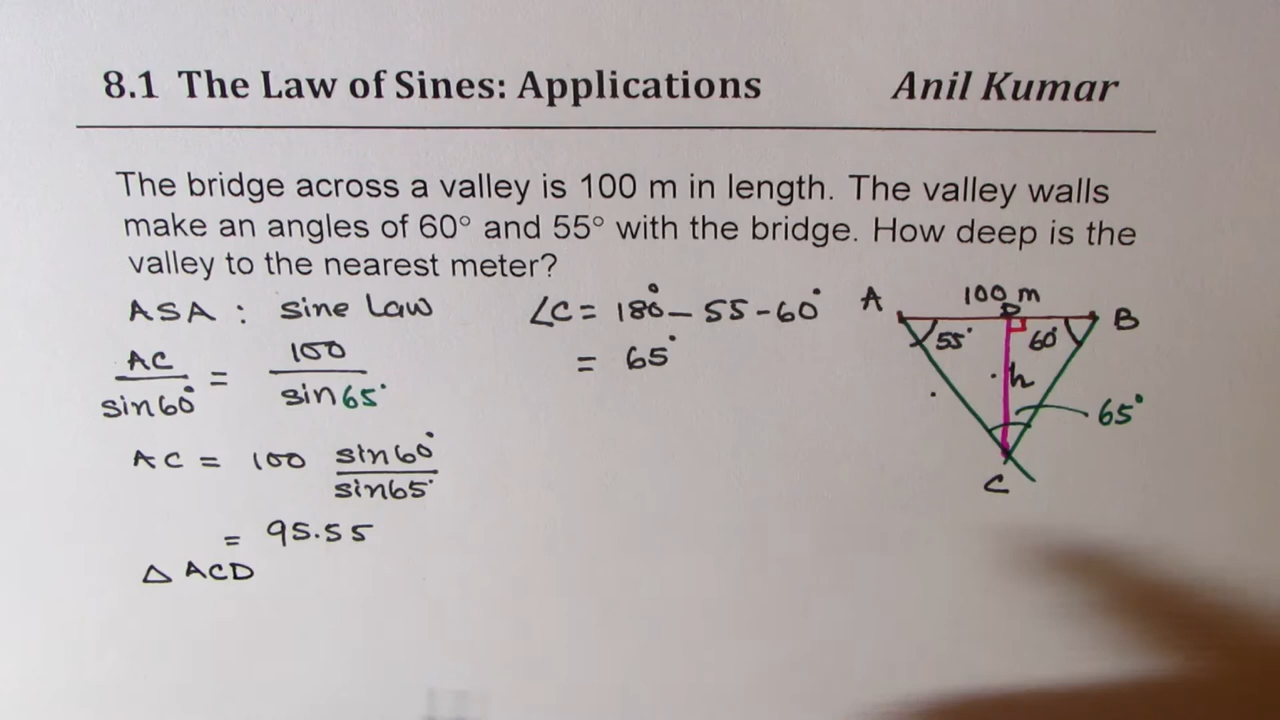 8.1 The Law of Sines: Applications Anil Kumar
The bridge across a valley is 100 m in length. The valley walls
make an angles of 60° and 55° with the bridge. How deep is the
valley to the nearest meter?
ASA : sine Law
AC / sin60° = 100 / sin65°
AC = 100 sin60° / sin65°
= 95.55
△ ACD
∠C = 180° - 55 - 60°
= 65°
100 m
A D B
55° 60°
h
65°
C